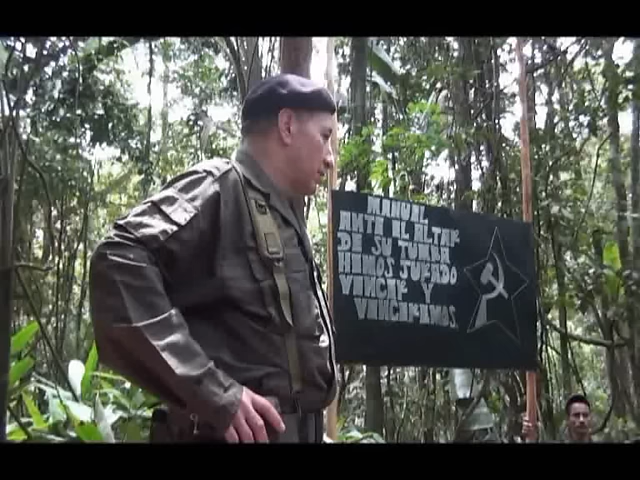 MANUEL
ANTE EL ALTAR
DE SU TUMBA
HEMOS JURADO
VENCER Y
VENCEREMOS.